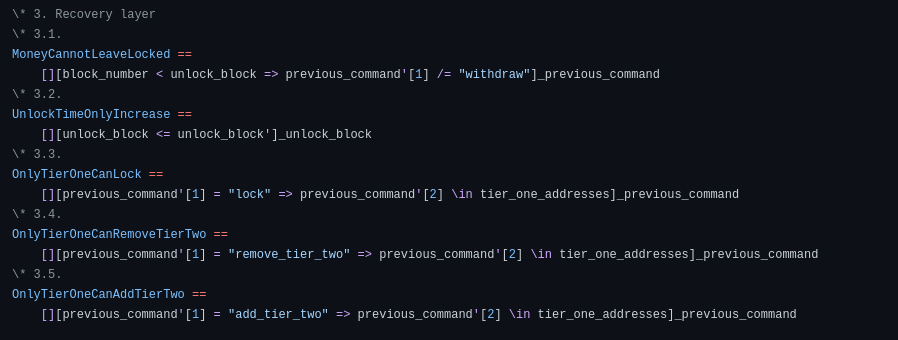 \* 3. Recovery layer
\* 3.1.
MoneyCannotLeaveLocked ==
    [][block_number < unlock_block => previous_command'[1] /= "withdraw"]_previous_command
\* 3.2.
UnlockTimeOnlyIncrease ==
    [][unlock_block <= unlock_block']_unlock_block
\* 3.3.
OnlyTierOneCanLock ==
    [][previous_command'[1] = "lock" => previous_command'[2] \in tier_one_addresses]_previous_command
\* 3.4.
OnlyTierOneCanRemoveTierTwo ==
    [][previous_command'[1] = "remove_tier_two" => previous_command'[2] \in tier_one_addresses]_previous_command
\* 3.5.
OnlyTierOneCanAddTierTwo ==
    [][previous_command'[1] = "add_tier_two" => previous_command'[2] \in tier_one_addresses]_previous_command